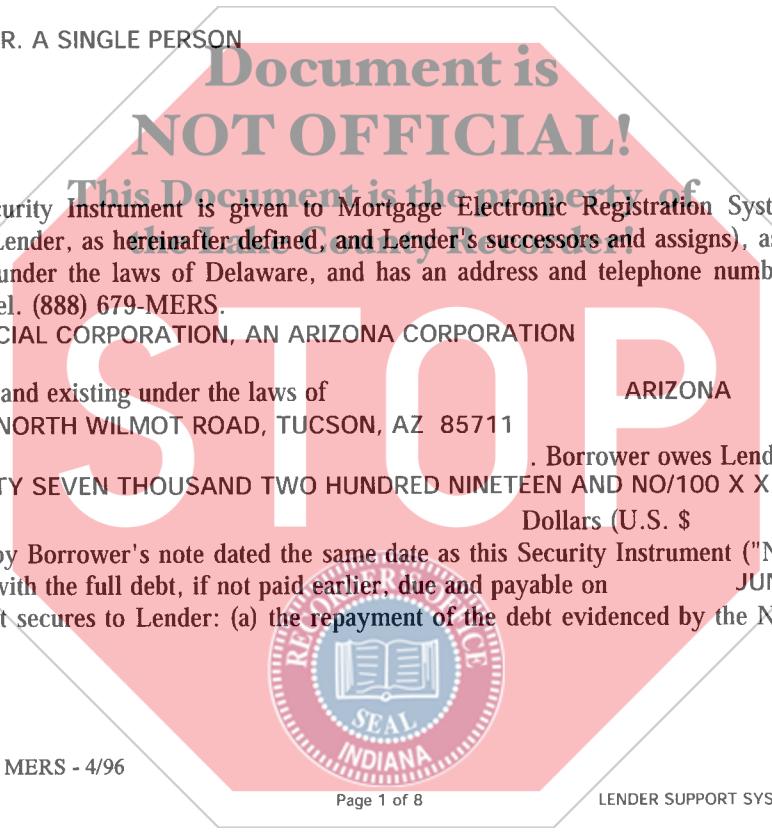 R. A SINGLE PERSON
Document is
NOT OFFICIAL!
This Document is the property of
the Lake County Recorder!
curity Instrument is given to Mortgage Electronic Registration Syst
Lender, as hereinafter defined, and Lender's successors and assigns), as
under the laws of Delaware, and has an address and telephone numb
el. (888) 679-MERS.
CIAL CORPORATION, AN ARIZONA CORPORATION
and existing under the laws of ARIZONA
NORTH WILMOT ROAD, TUCSON, AZ 85711
. Borrower owes Lend
TY SEVEN THOUSAND TWO HUNDRED NINETEEN AND NO/100 X X X
Dollars (U.S. $
by Borrower's note dated the same date as this Security Instrument ("N
with the full debt, if not paid earlier, due and payable on JUN
t secures to Lender: (a) the repayment of the debt evidenced by the N
STOP
RECORDER'S OFFICE
SEAL
INDIANA
MERS - 4/96
Page 1 of 8
LENDER SUPPORT SYS